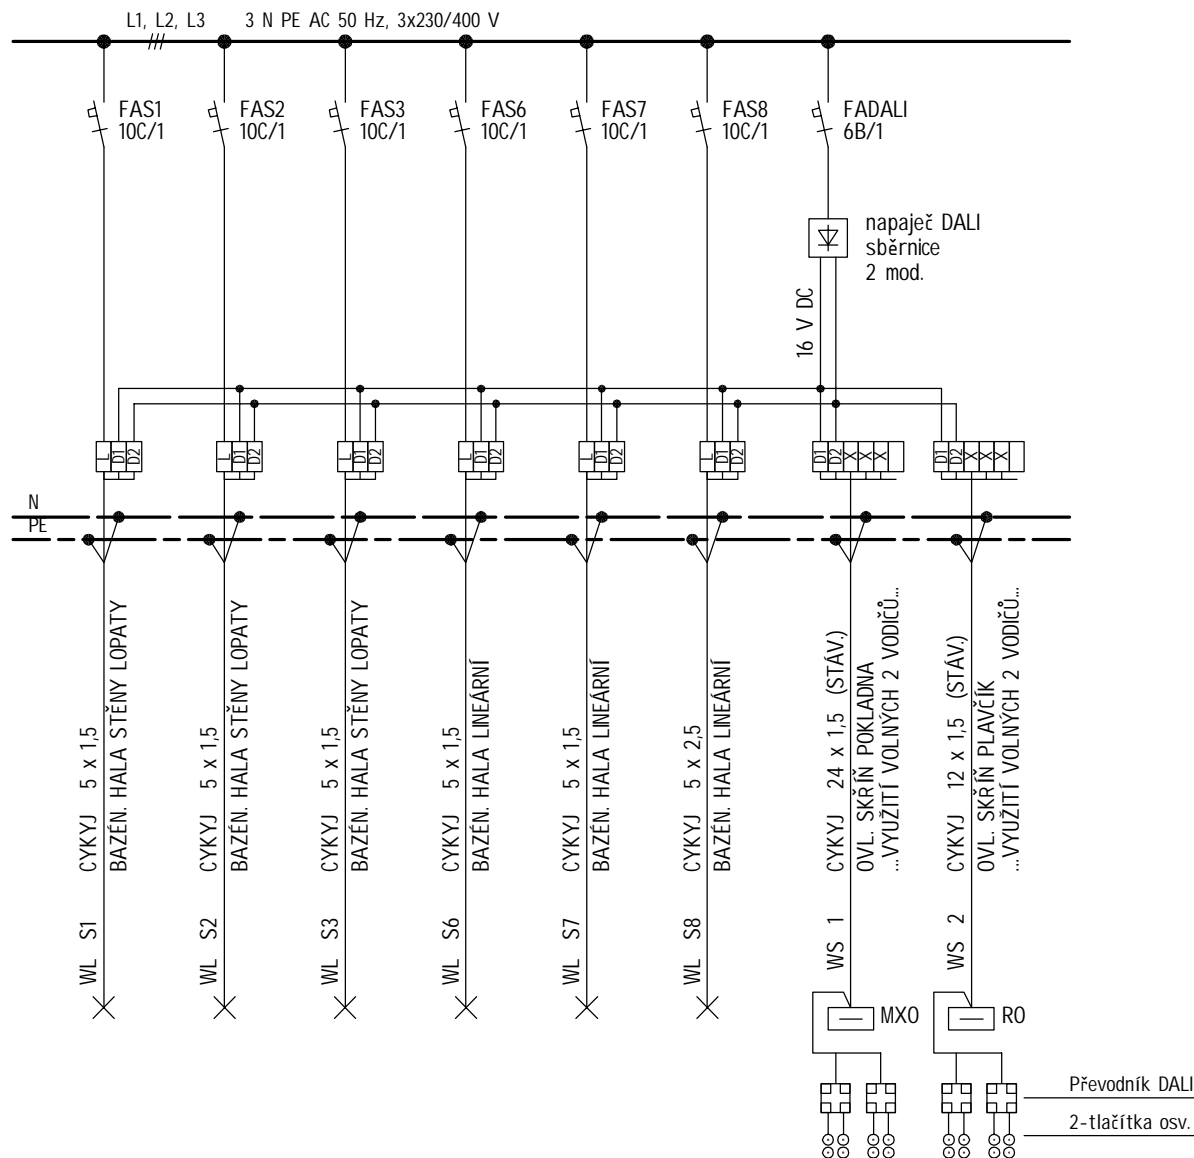 L1, L2, L3 3 N PE AC 50 Hz, 3x230/400 V
FAS1
10C/1
FAS2
10C/1
FAS3
10C/1
FAS6
10C/1
FAS7
10C/1
FAS8
10C/1
FADALI
6B/1
napaječ DALI
sběrnice
2 mod.
16 V DC
L D1 D2
L D1 D2
L D1 D2
L D1 D2
L D1 D2
L D1 D2
D1 D2 X X X
D1 D2 X X X
N
PE
WL S1 CYKYJ 5 x 1,5
BAZÉN. HALA STĚNY LOPATY
WL S2 CYKYJ 5 x 1,5
BAZÉN. HALA STĚNY LOPATY
WL S3 CYKYJ 5 x 1,5
BAZÉN. HALA STĚNY LOPATY
WL S6 CYKYJ 5 x 1,5
BAZÉN. HALA LINEÁRNÍ
WL S7 CYKYJ 5 x 1,5
BAZÉN. HALA LINEÁRNÍ
WL S8 CYKYJ 5 x 2,5
BAZÉN. HALA LINEÁRNÍ
WS 1 CYKYJ 24 x 1,5 (STÁV.)
OVL. SKŘÍŇ POKLADNA
...VYUŽITÍ VOLNÝCH 2 VODIČŮ...
WS 2 CYKYJ 12 x 1,5 (STÁV.)
OVL. SKŘÍŇ PLAVČÍK
...VYUŽITÍ VOLNÝCH 2 VODIČŮ...
MX0
R0
Převodník DALI
2-tlačítka osv.